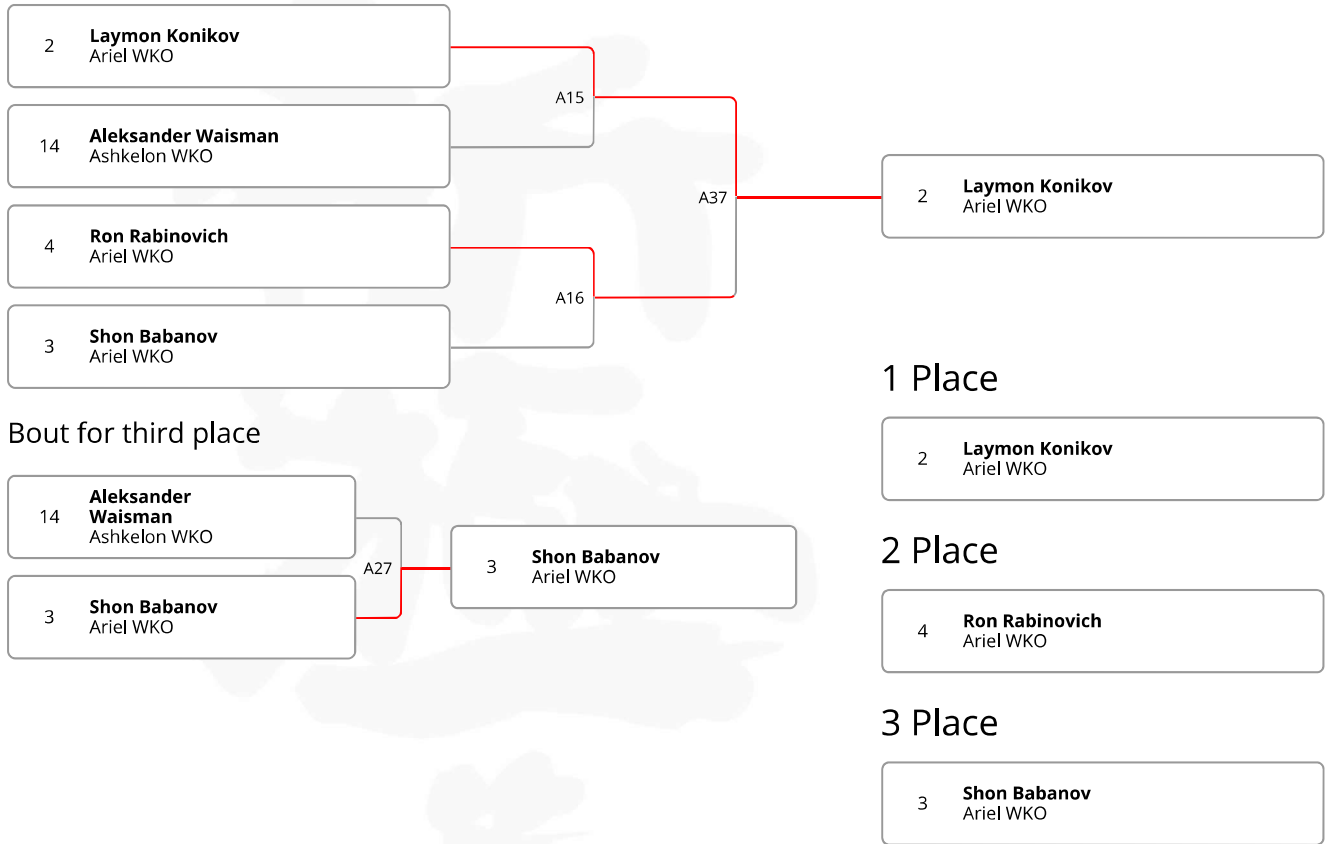 2
Laymon Konikov
Ariel WKO
A15
14
Aleksander Waisman
Ashkelon WKO
A37
2
Laymon Konikov
Ariel WKO
4
Ron Rabinovich
Ariel WKO
A16
3
Shon Babanov
Ariel WKO
Bout for third place
14
Aleksander
Waisman
Ashkelon WKO
A27
3
Shon Babanov
Ariel WKO
3
Shon Babanov
Ariel WKO
1 Place
2
Laymon Konikov
Ariel WKO
2 Place
4
Ron Rabinovich
Ariel WKO
3 Place
3
Shon Babanov
Ariel WKO